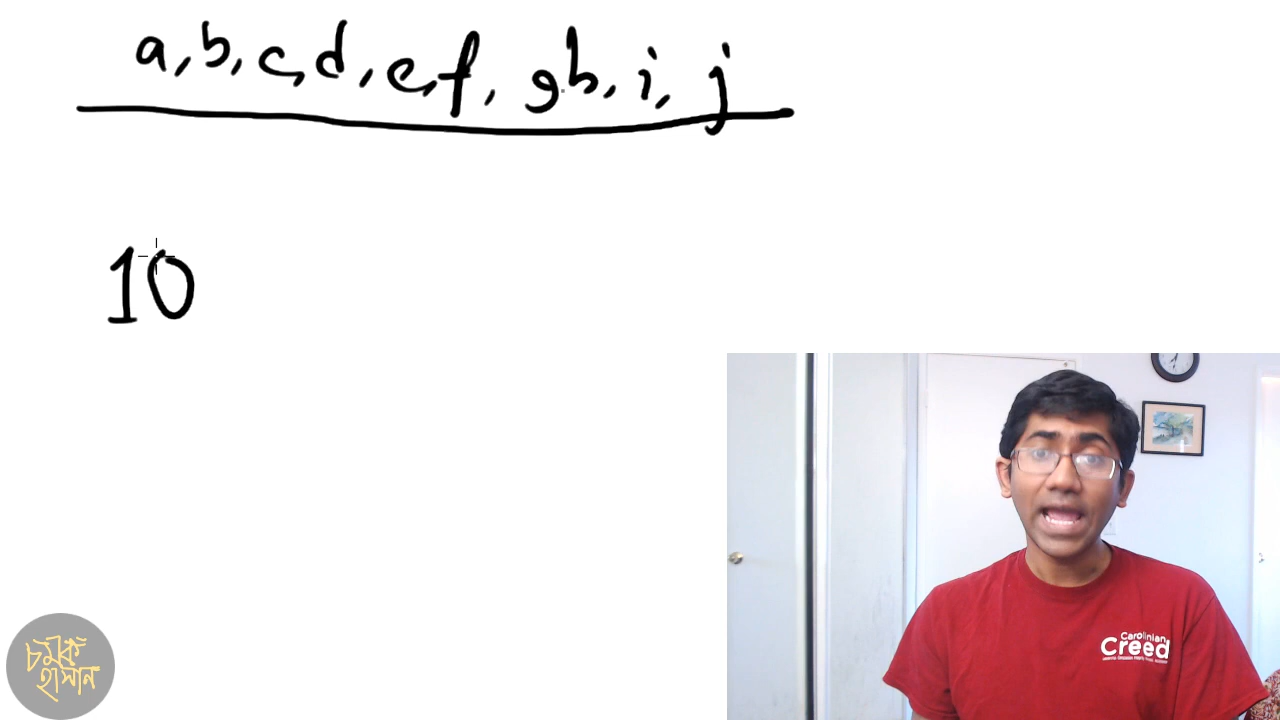 a, b, c, d, e, f, g h, i, j
10
Carolinian
Creed
চমক
হাসান